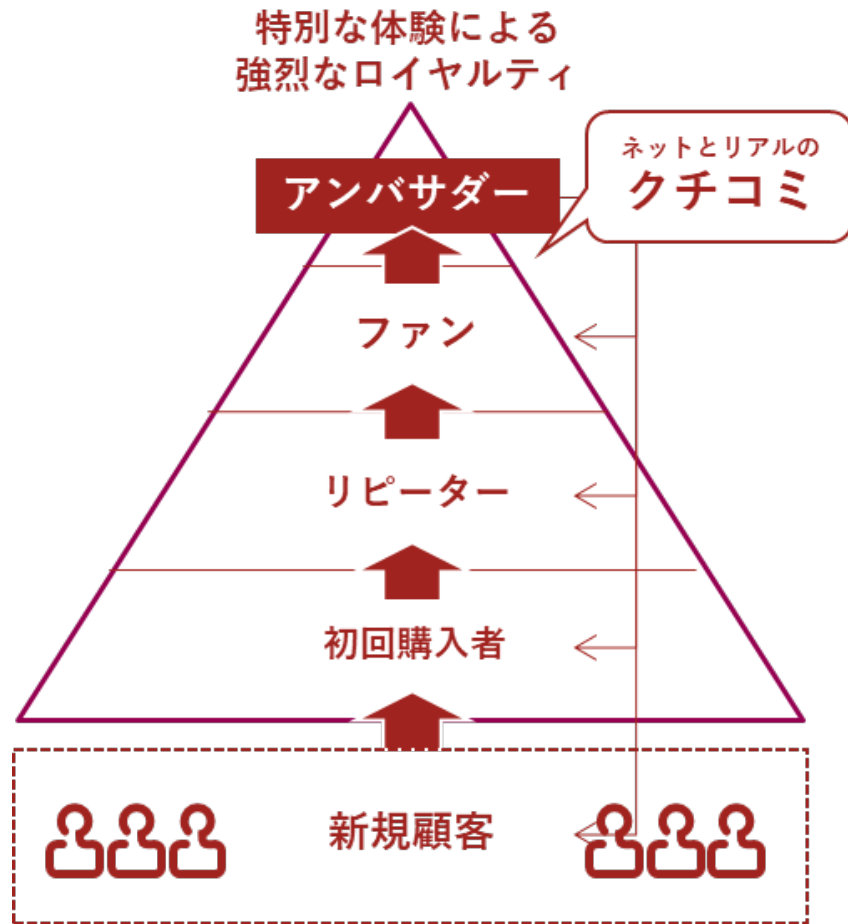 特別な体験による
強烈なロイヤルティ
ネットとリアルの
クチコミ
アンバサダー
ファン
リピーター
初回購入者
新規顧客